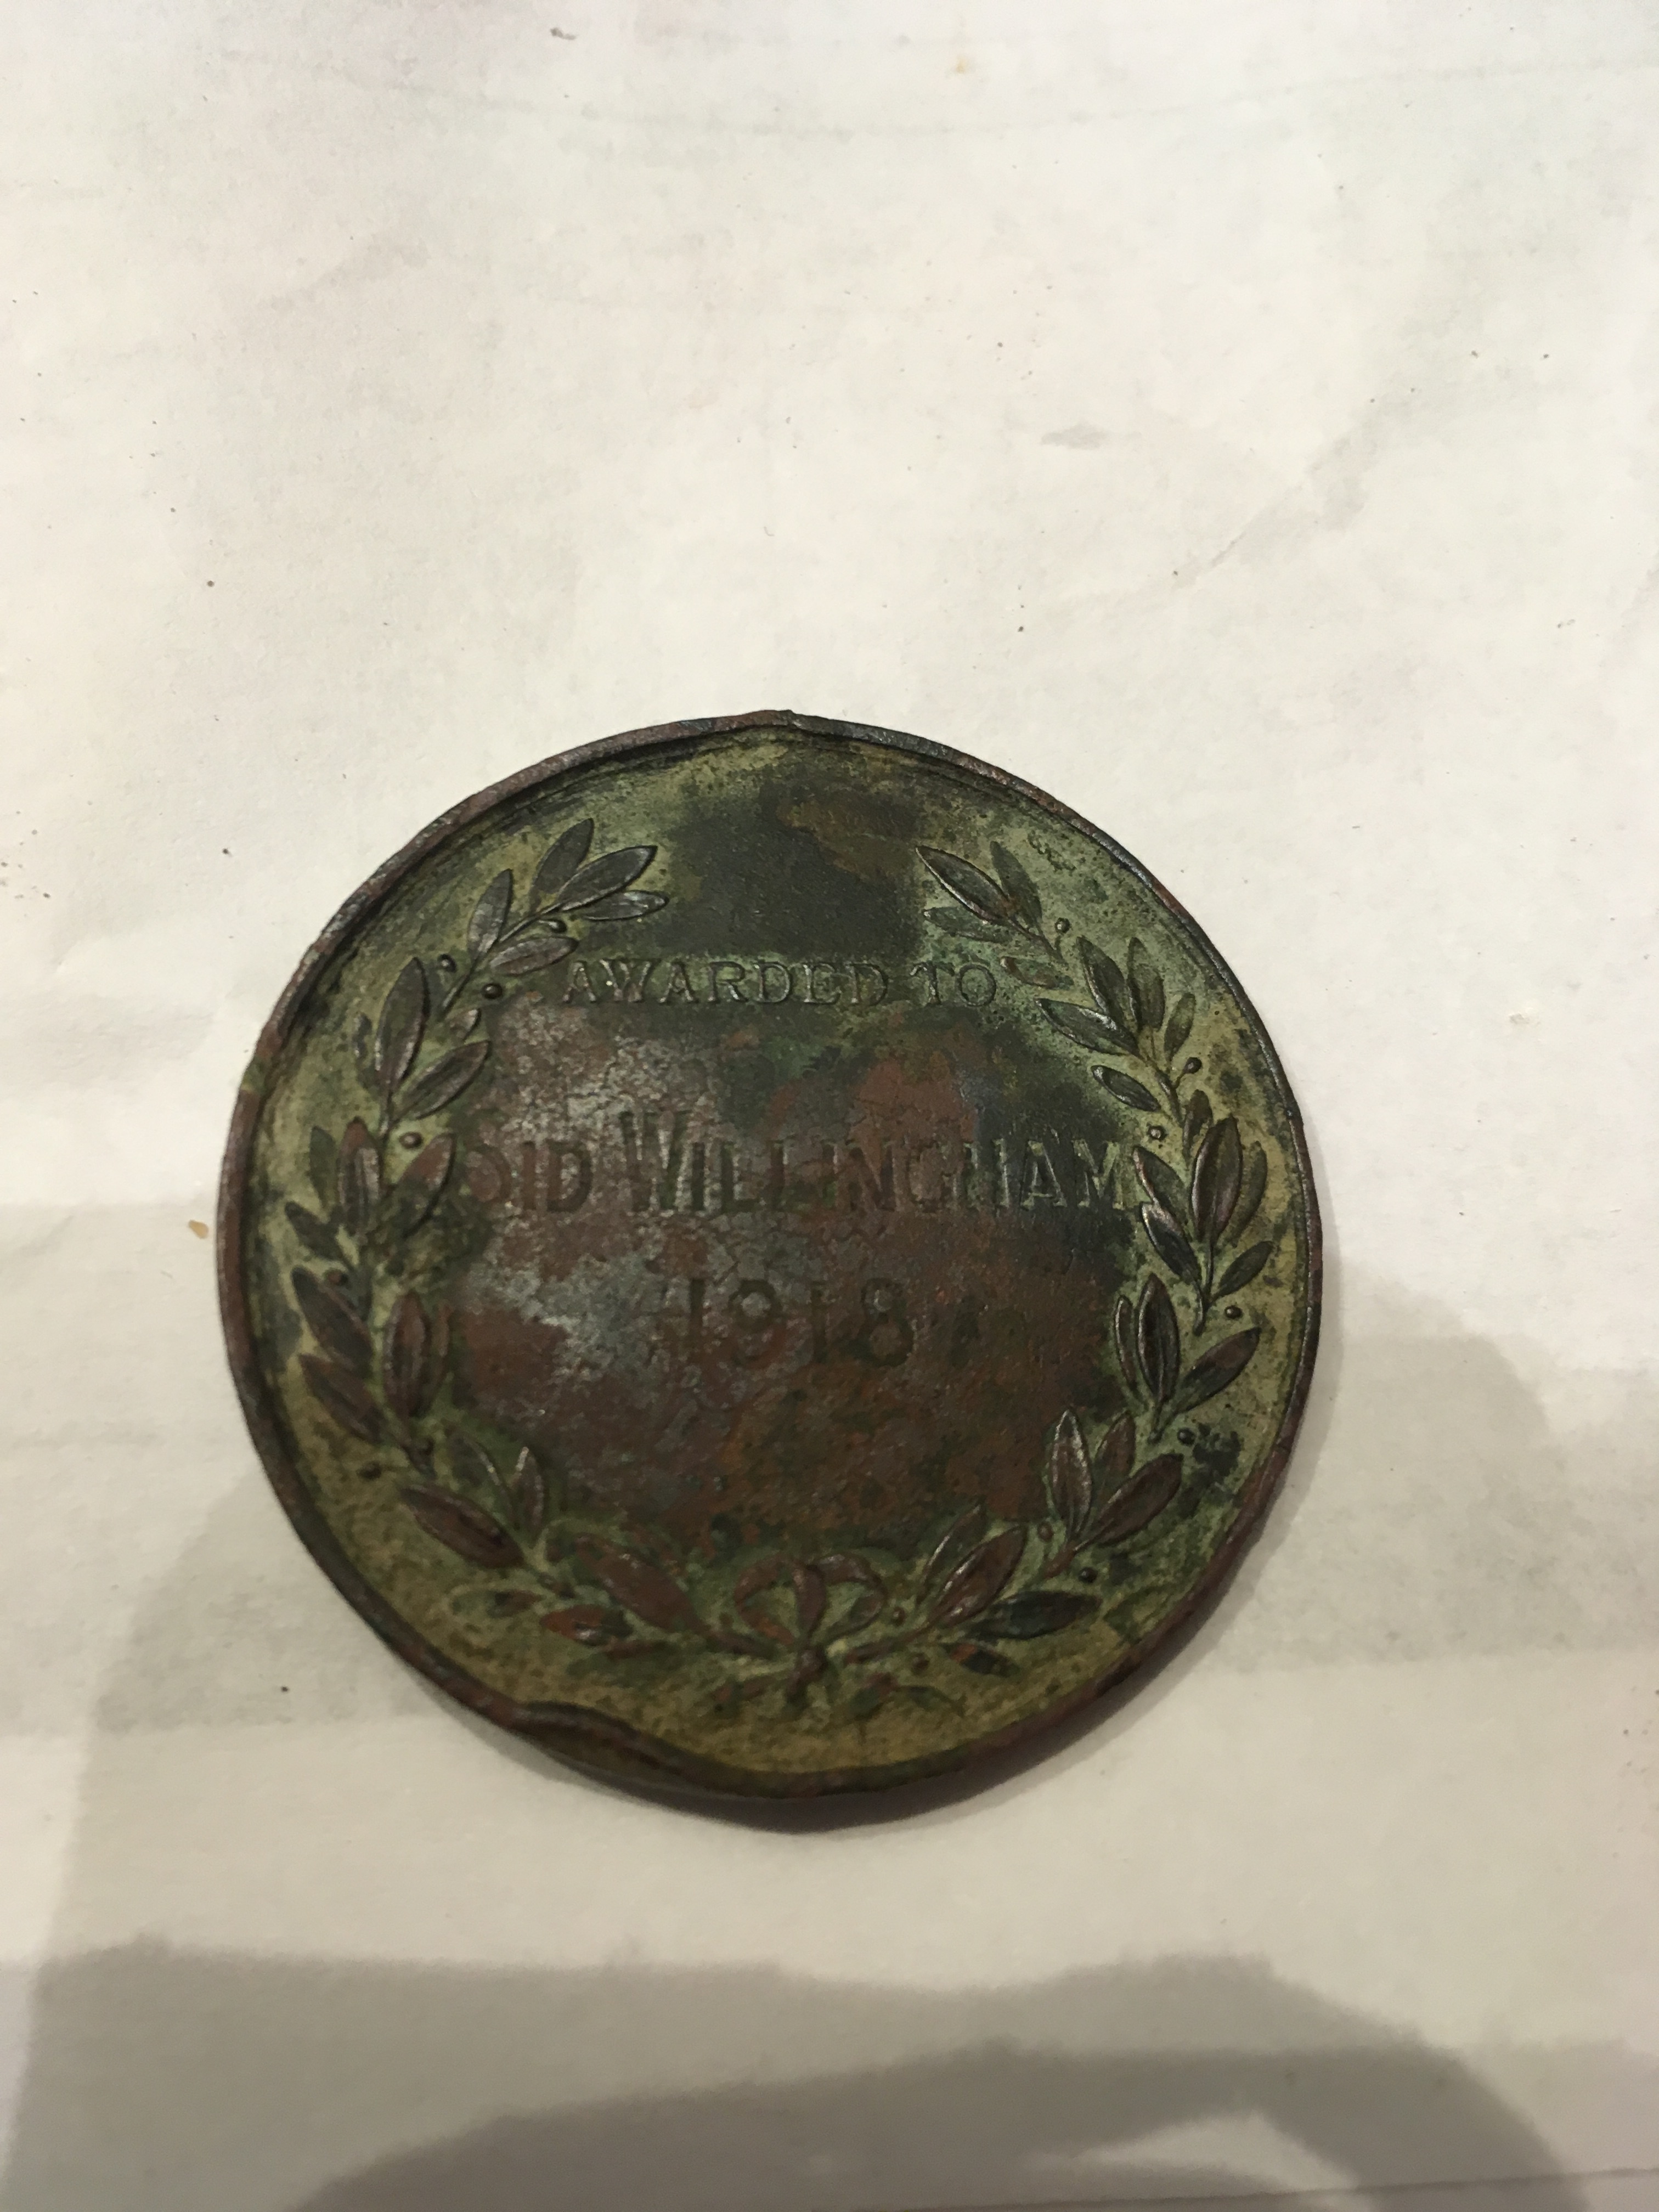 AWARDED TO
SID WILLINGHAM
1918